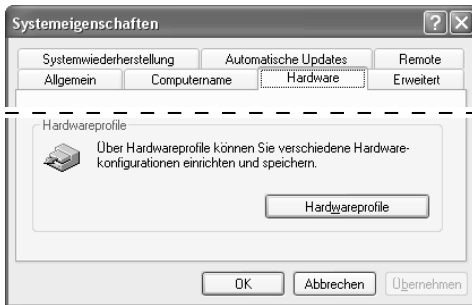 Systemeigenschaften
Systemwiederherstellung Automatische Updates Remote
Allgemein Computername Hardware Erweitert
Hardwareprofile
Über Hardwareprofile können Sie verschiedene Hardware-
konfigurationen einrichten und speichern.
Hardwareprofile
OK Abbrechen Übernehmen